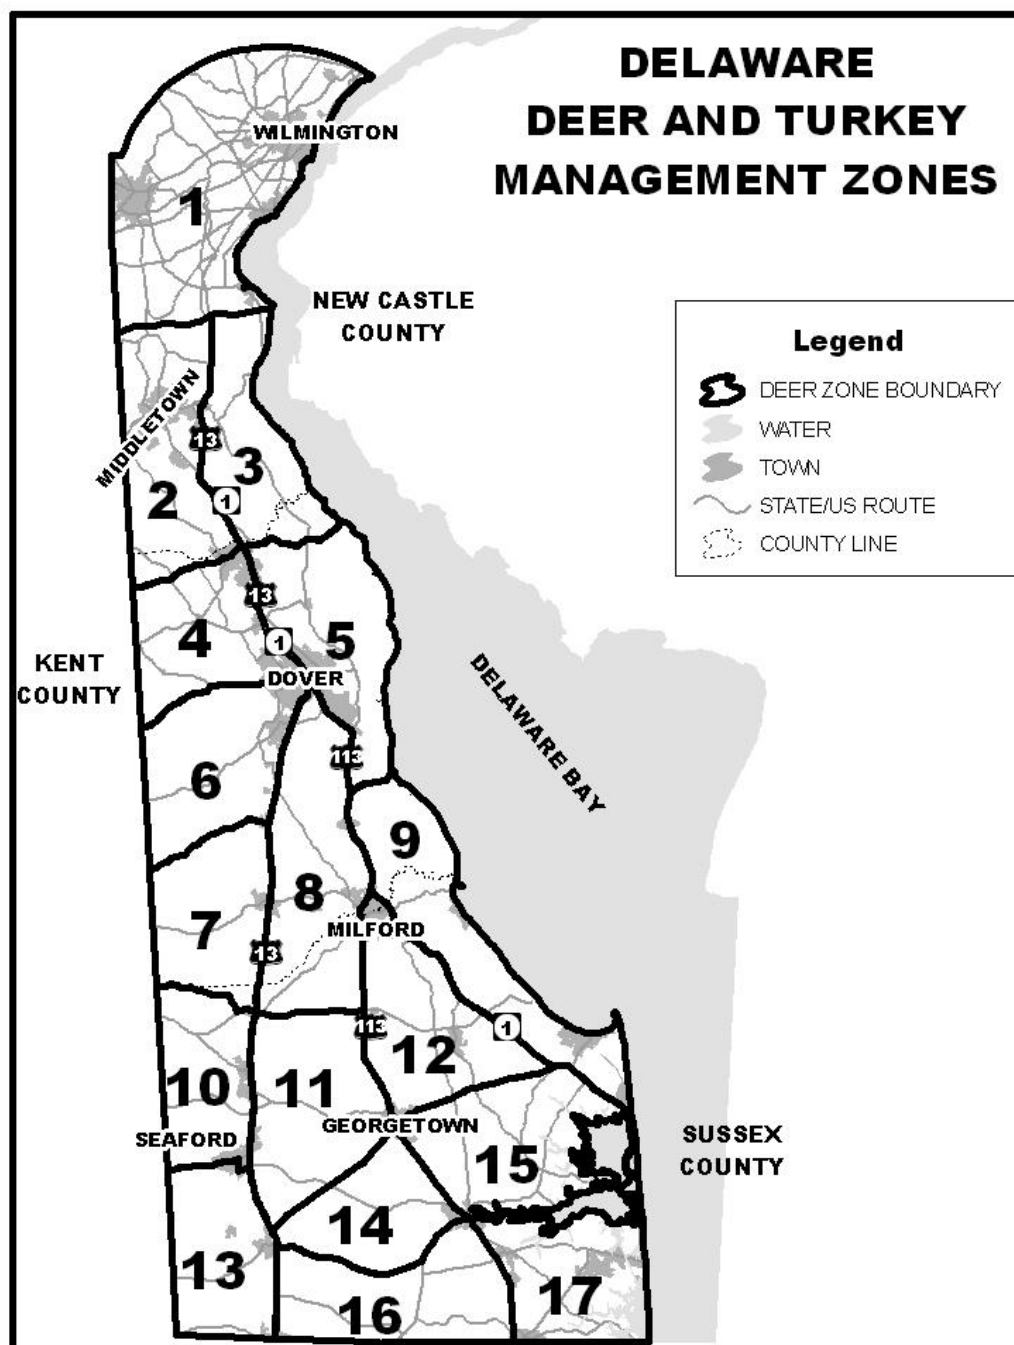 DELAWARE
DEER AND TURKEY
MANAGEMENT ZONES
WILMINGTON
1
NEW CASTLE
COUNTY
Legend
DEER ZONE BOUNDARY
WATER
TOWN
STATE/US ROUTE
COUNTY LINE
MIDDLETOWN
13
3
2
1
13
4
1
5
KENT
COUNTY
DOVER
DELAWARE BAY
113
6
9
8
7
MILFORD
13
113
1
12
10
11
GEORGETOWN
SEAFORD
SUSSEX
COUNTY
15
14
13
17
16